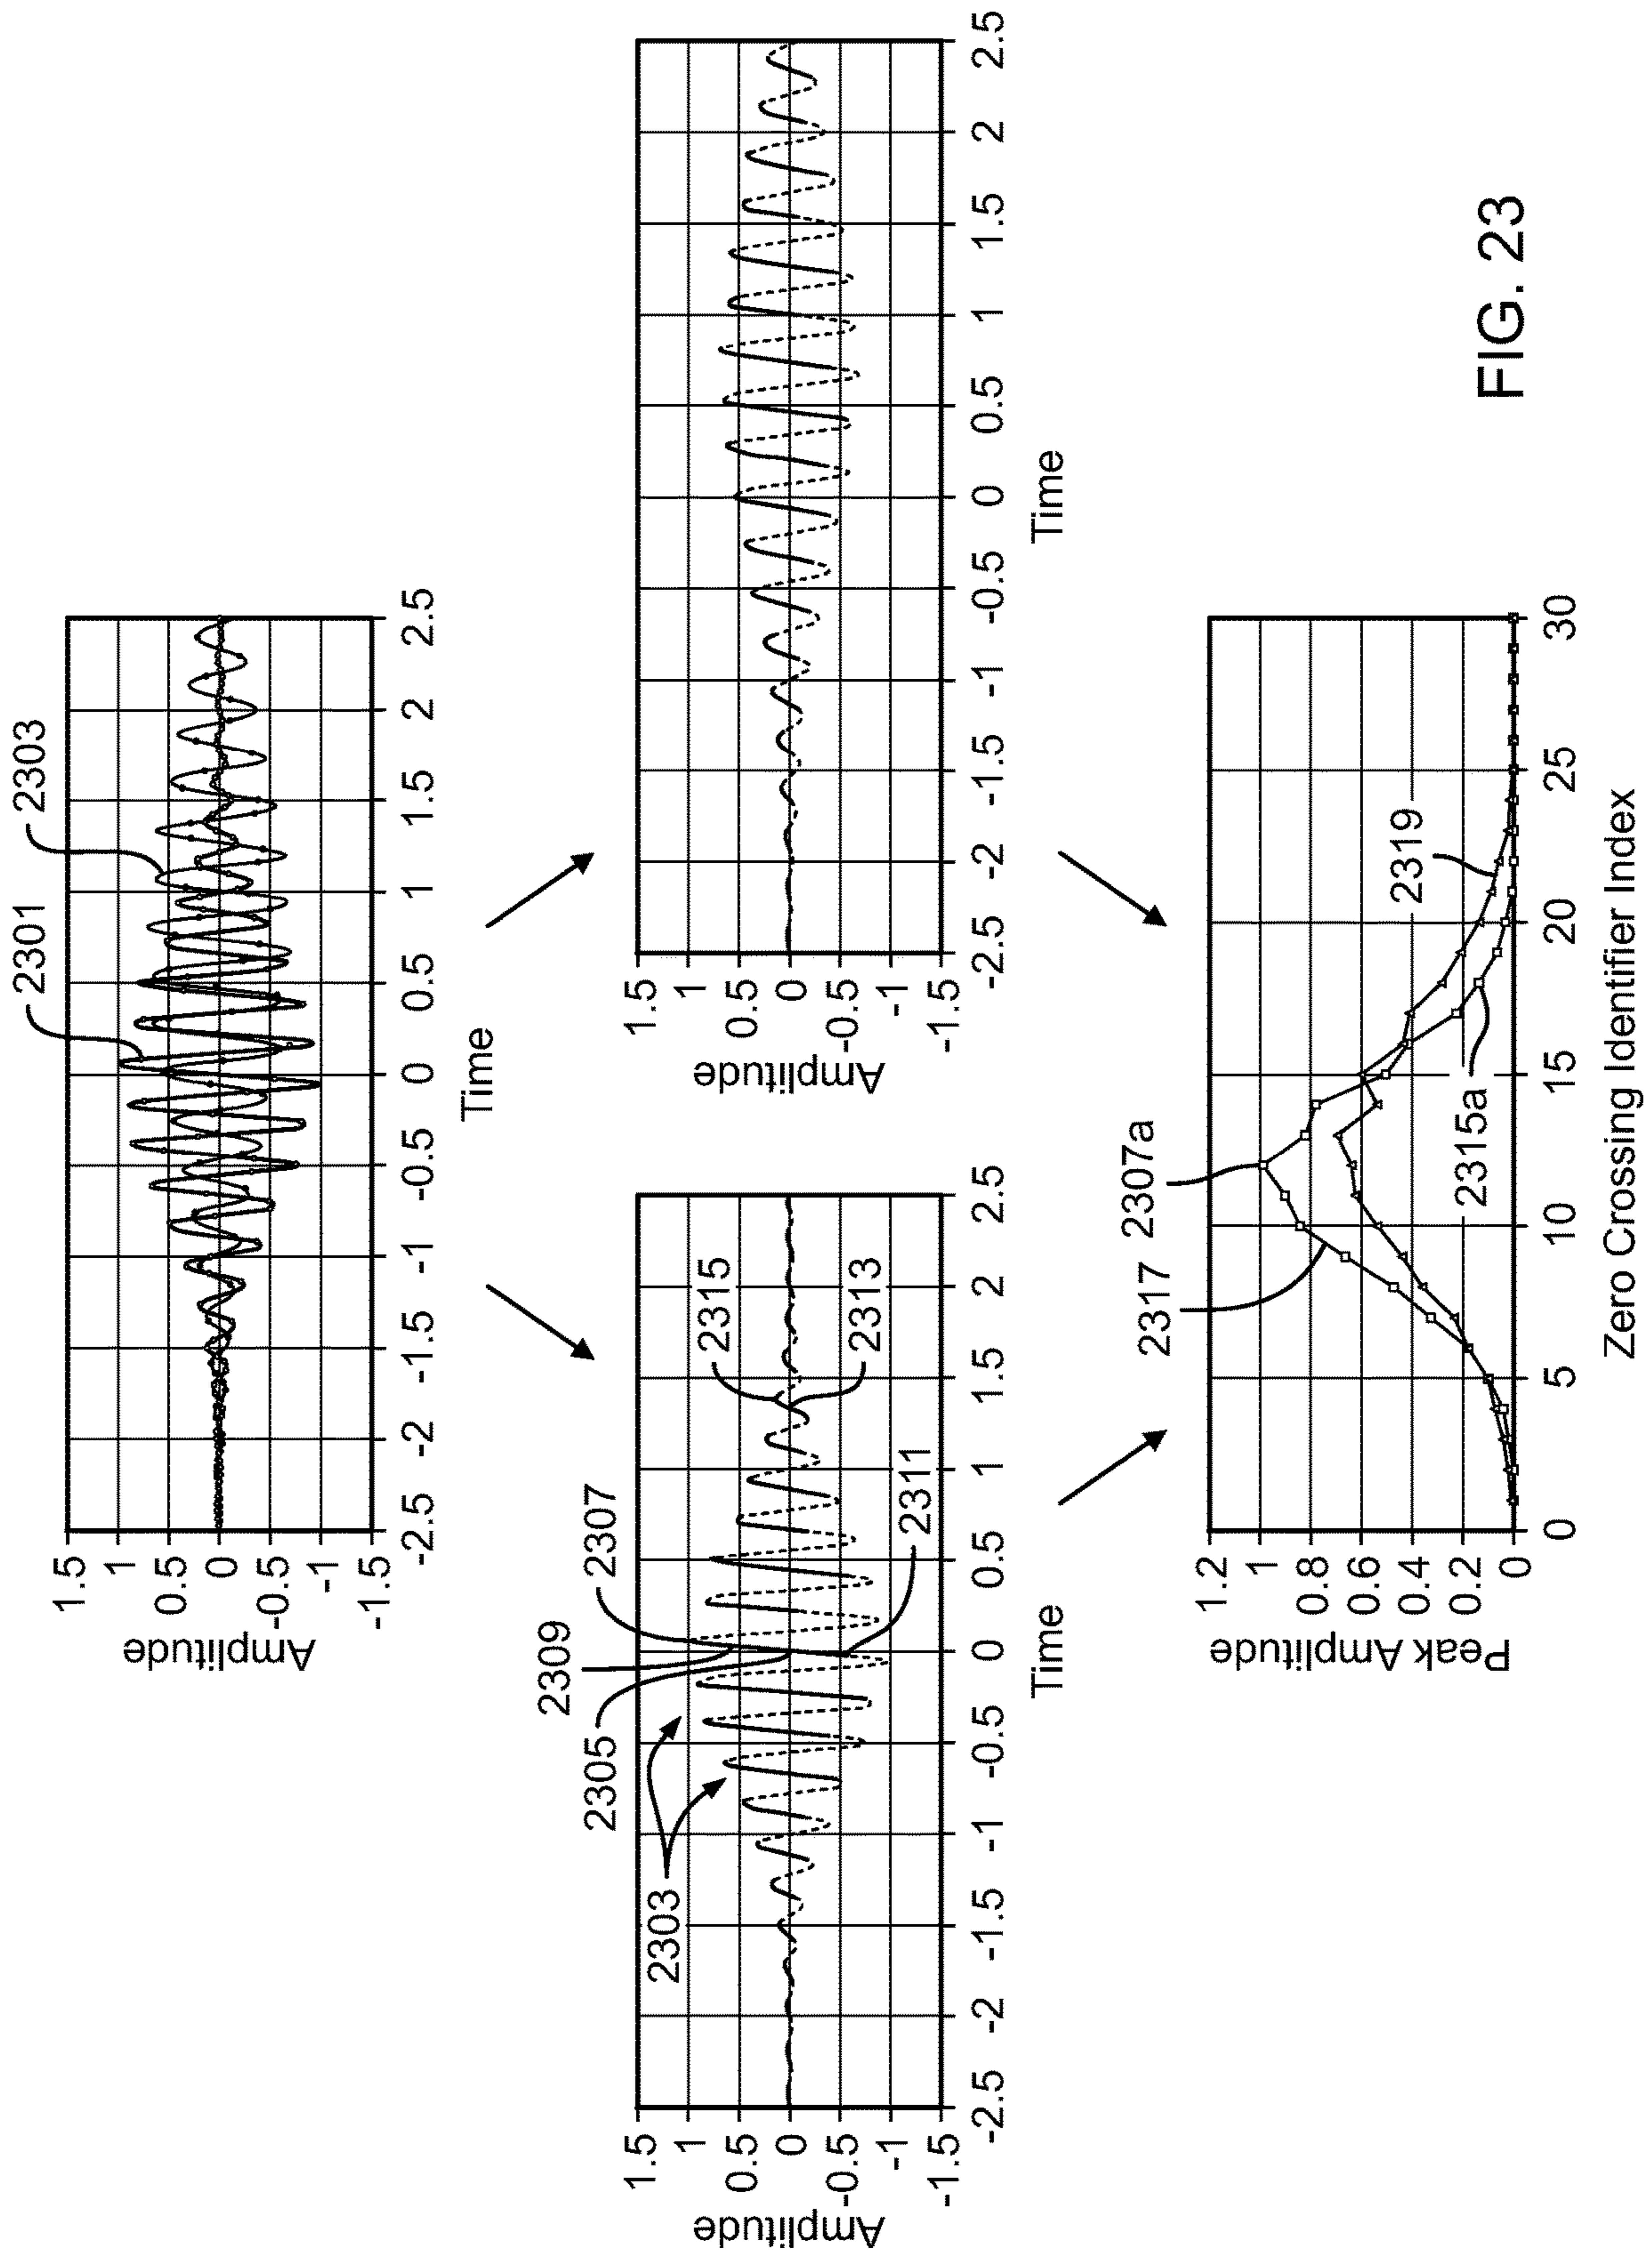 2301
2303
1.5
1
0.5
0
-0.5
-1
-1.5
Amplitude
-2.5 -2 -1.5 -1 -0.5 0 0.5 1 1.5 2 2.5
Time
2309
2307
2305
2303
2315
2313
2311
1.5
1
0.5
0
-0.5
-1
-1.5
Amplitude
-2.5 -2 -1.5 -1 -0.5 0 0.5 1 1.5 2 2.5
Time
1.5
1
0.5
0
-0.5
-1
-1.5
Amplitude
-2.5 -2 -1.5 -1 -0.5 0 0.5 1 1.5 2 2.5
Time
2317
2307a
2319
2315a
1.2
1
0.8
0.6
0.4
0.2
0
Peak Amplitude
0 5 10 15 20 25 30
Zero Crossing Identifier Index
FIG. 23